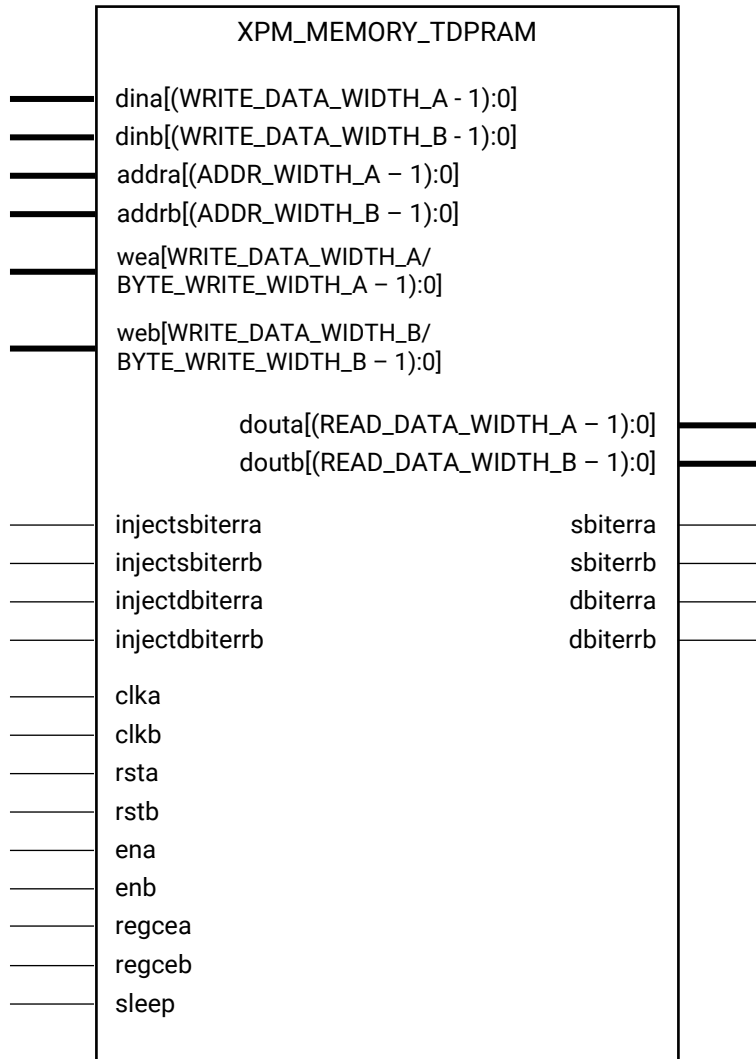 XPM_MEMORY_TDPRAM
dina[(WRITE_DATA_WIDTH_A - 1):0]
dinb[(WRITE_DATA_WIDTH_B - 1):0]
addra[(ADDR_WIDTH_A – 1):0]
addrb[(ADDR_WIDTH_B – 1):0]
wea[WRITE_DATA_WIDTH_A/
BYTE_WRITE_WIDTH_A – 1):0]
web[WRITE_DATA_WIDTH_B/
BYTE_WRITE_WIDTH_B – 1):0]
douta[(READ_DATA_WIDTH_A – 1):0]
doutb[(READ_DATA_WIDTH_B – 1):0]
injectsbiterra sbiterra
injectsbiterrb sbiterrb
injectdbiterra dbiterra
injectdbiterrb dbiterrb
clka
clkb
rsta
rstb
ena
enb
regcea
regceb
sleep